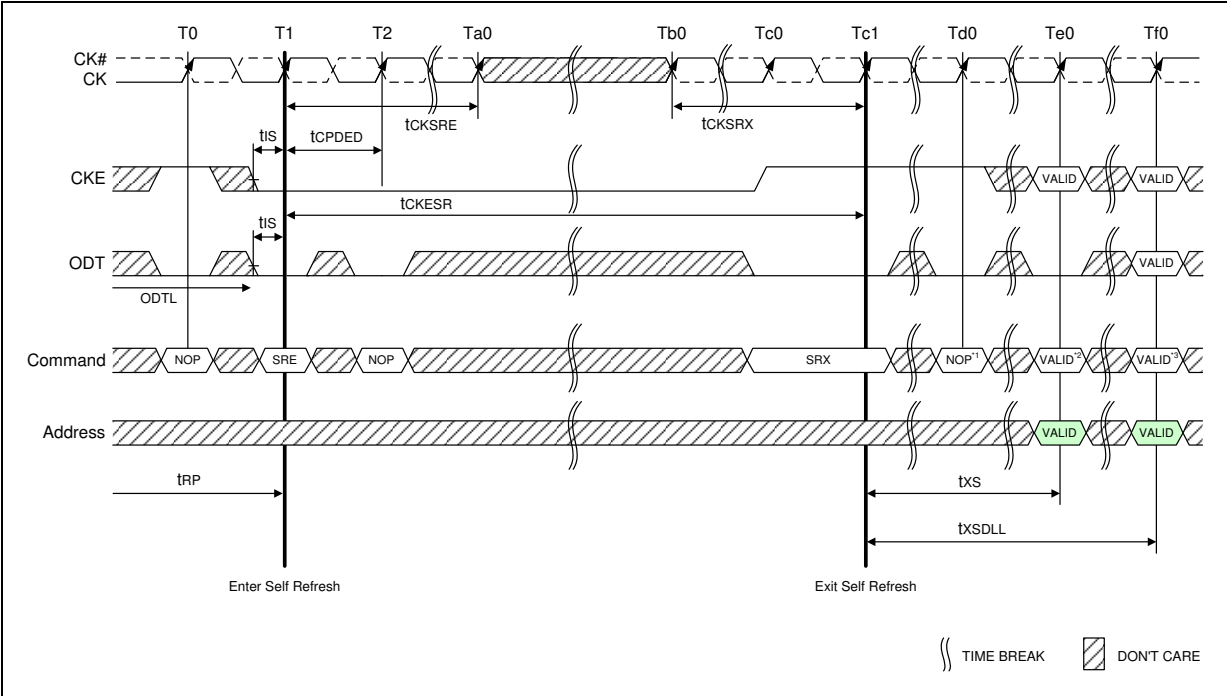 T0 T1 T2 Ta0 Tb0 Tc0 Tc1 Td0 Te0 Tf0
CK#
CK
tCKSRE tCKSRX
tIS tCPDED
CKE VALID VALID
tCKESR
tIS
ODT VALID
ODTL
Command NOP SRE NOP SRX NOP*1 VALID*2 VALID*3
Address VALID VALID
tRP tXS
tXSDLL
Enter Self Refresh Exit Self Refresh
TIME BREAK DON'T CARE